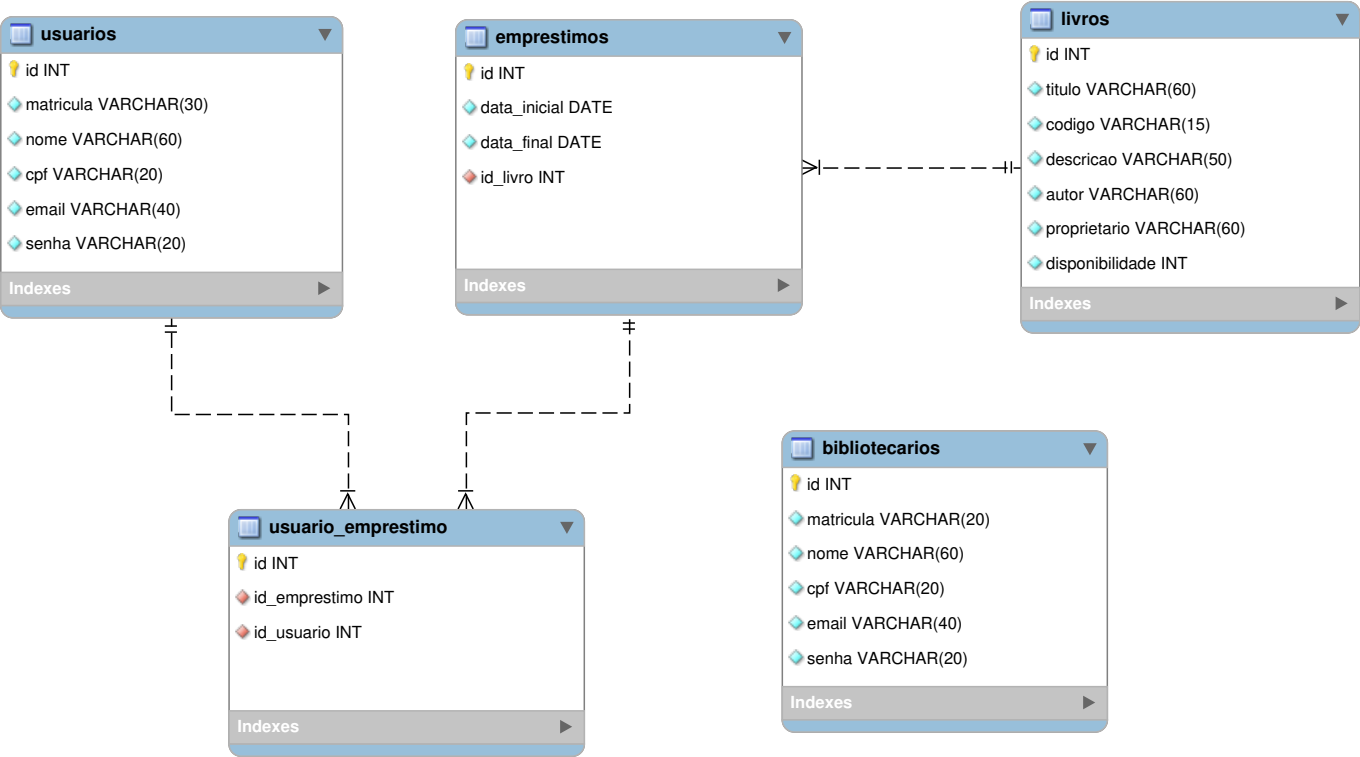 usuarios
id INT
matricula VARCHAR(30)
nome VARCHAR(60)
cpf VARCHAR(20)
email VARCHAR(40)
senha VARCHAR(20)
Indexes
emprestimos
id INT
data_inicial DATE
data_final DATE
id_livro INT
Indexes
livros
id INT
titulo VARCHAR(60)
codigo VARCHAR(15)
descricao VARCHAR(50)
autor VARCHAR(60)
proprietario VARCHAR(60)
disponibilidade INT
Indexes
usuario_emprestimo
id INT
id_emprestimo INT
id_usuario INT
Indexes
bibliotecarios
id INT
matricula VARCHAR(20)
nome VARCHAR(60)
cpf VARCHAR(20)
email VARCHAR(40)
senha VARCHAR(20)
Indexes